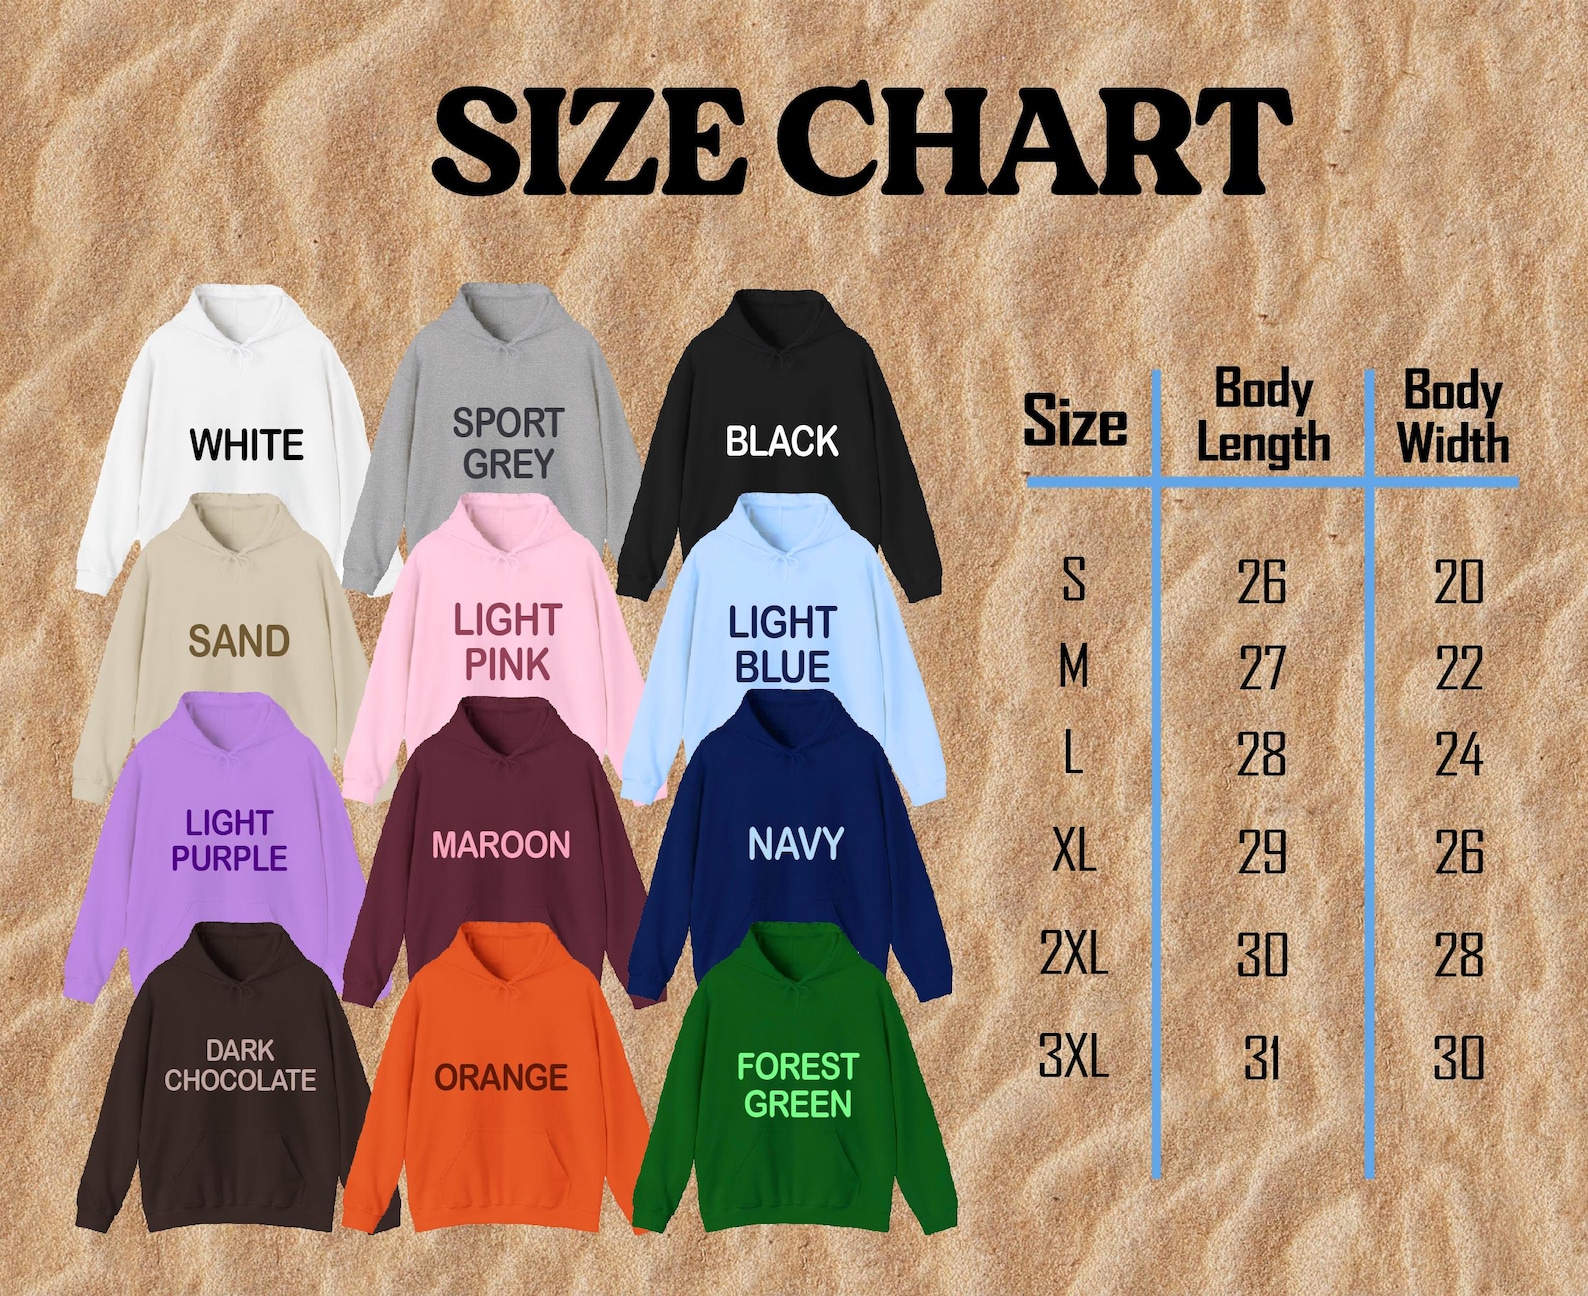 SIZE CHART
WHITE
SPORT
GREY
BLACK
SAND
LIGHT
PINK
LIGHT
BLUE
LIGHT
PURPLE
MAROON
NAVY
DARK
CHOCOLATE
ORANGE
FOREST
GREEN
Size
Body
Length
Body
Width
S 26 20
M 27 22
L 28 24
XL 29 26
2XL 30 28
3XL 31 30